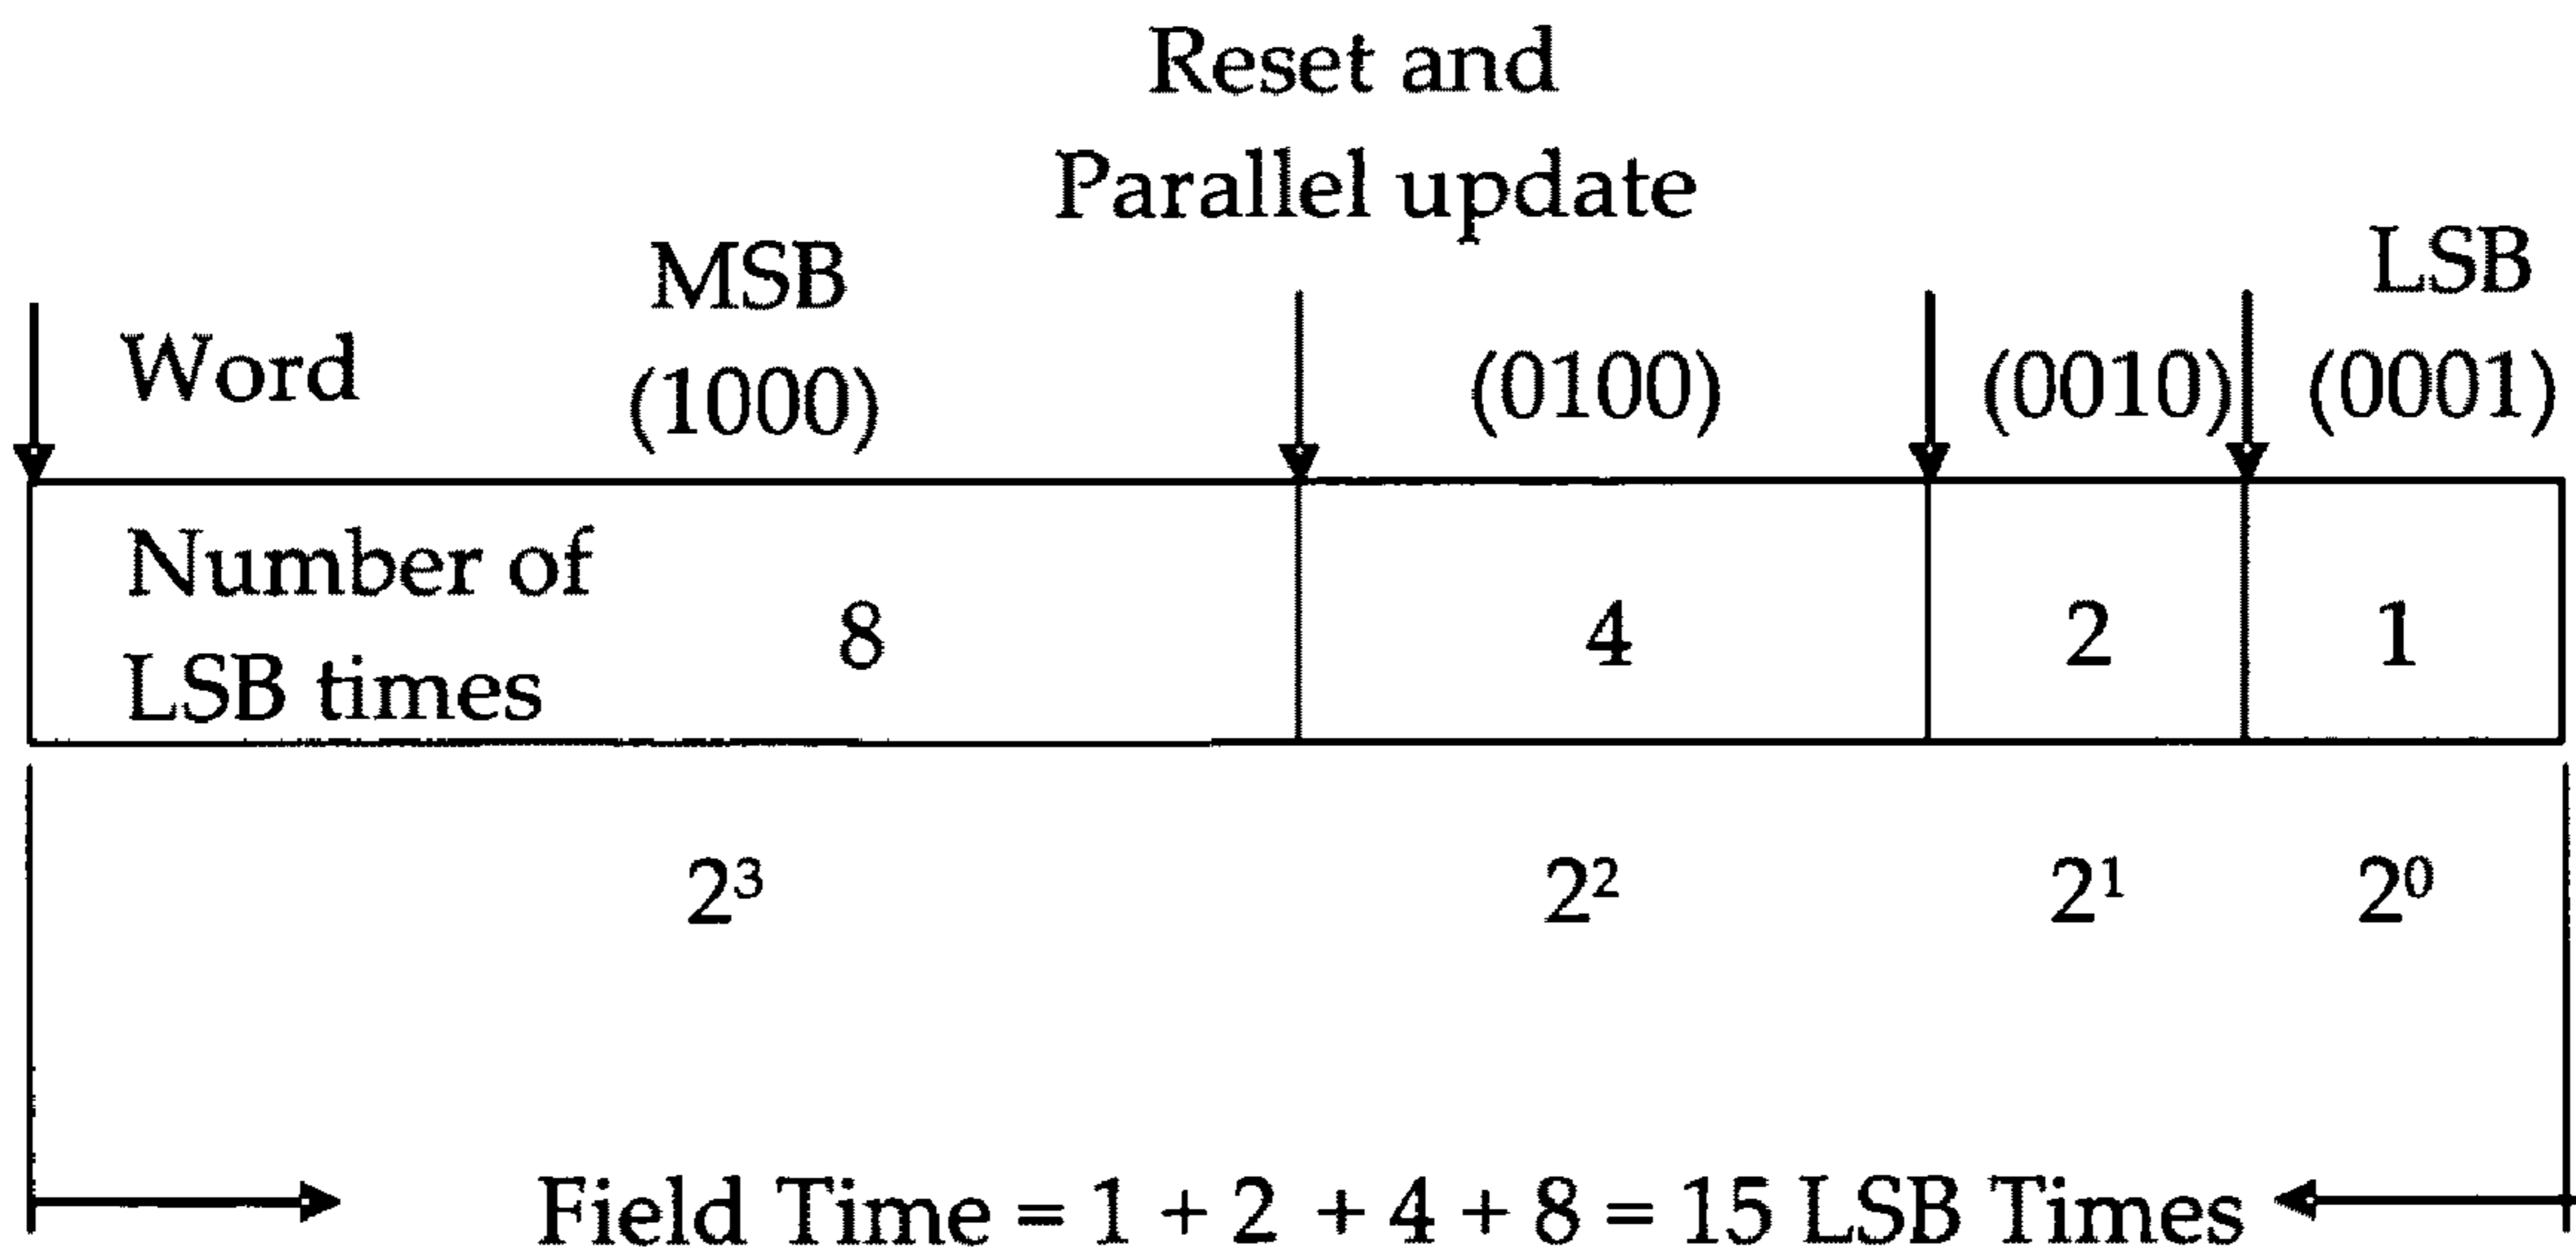 Reset and
Parallel update
MSB
LSB
Word
(1000)
(0100)
(0010)
(0001)
Number of
LSB times
8
4
2
1
2³
2²
2¹
2⁰
Field Time = 1 + 2 + 4 + 8 = 15 LSB Times